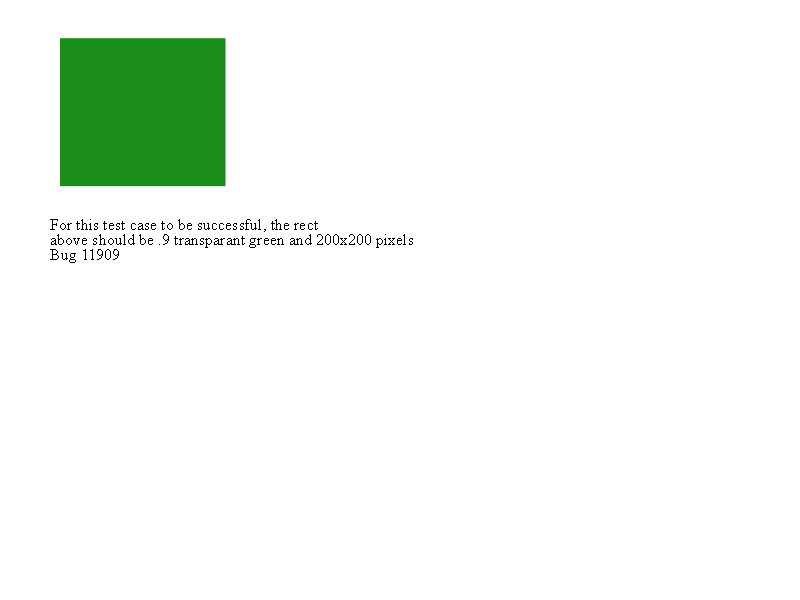 For this test case to be successful, the rect
above should be .9 transparant green and 200x200 pixels
Bug 11909